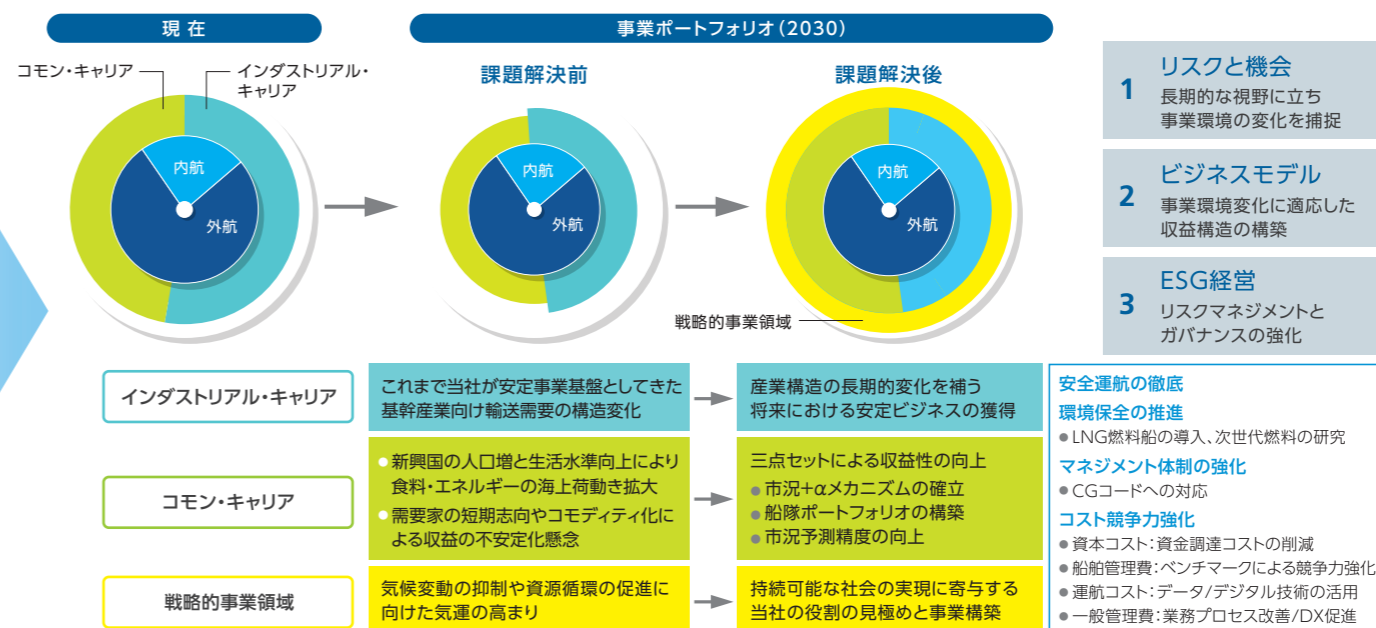 現在
事業ポートフォリオ（2030）
コモン・キャリア
インダストリアル・
キャリア
内航
外航
課題解決前
内航
外航
課題解決後
内航
外航
戦略的事業領域
1
リスクと機会
長期的な視野に立ち
事業環境の変化を捕捉
2
ビジネスモデル
事業環境変化に適応した
収益構造の構築
3
ESG経営
リスクマネジメントと
ガバナンスの強化
インダストリアル・キャリア
これまで当社が安定事業基盤としてきた
基幹産業向け輸送需要の構造変化
産業構造の長期的変化を補う
将来における安定ビジネスの獲得
コモン・キャリア
●新興国の人口増と生活水準向上により
食料・エネルギーの海上荷動き拡大
●需要家の短期志向やコモディティ化に
よる収益の不安定化懸念
三点セットによる収益性の向上
●市況+αメカニズムの確立
●船隊ポートフォリオの構築
●市況予測精度の向上
戦略的事業領域
気候変動の抑制や資源循環の促進に
向けた気運の高まり
持続可能な社会の実現に寄与する
当社の役割の見極めと事業構築
安全運航の徹底
環境保全の推進
●LNG燃料船の導入、次世代燃料の研究
マネジメント体制の強化
●CGコードへの対応
コスト競争力強化
●資本コスト：資金調達コストの削減
●船舶管理費：ベンチマークによる競争力強化
●運航コスト：データ/デジタル技術の活用
●一般管理費：業務プロセス改善/DX促進